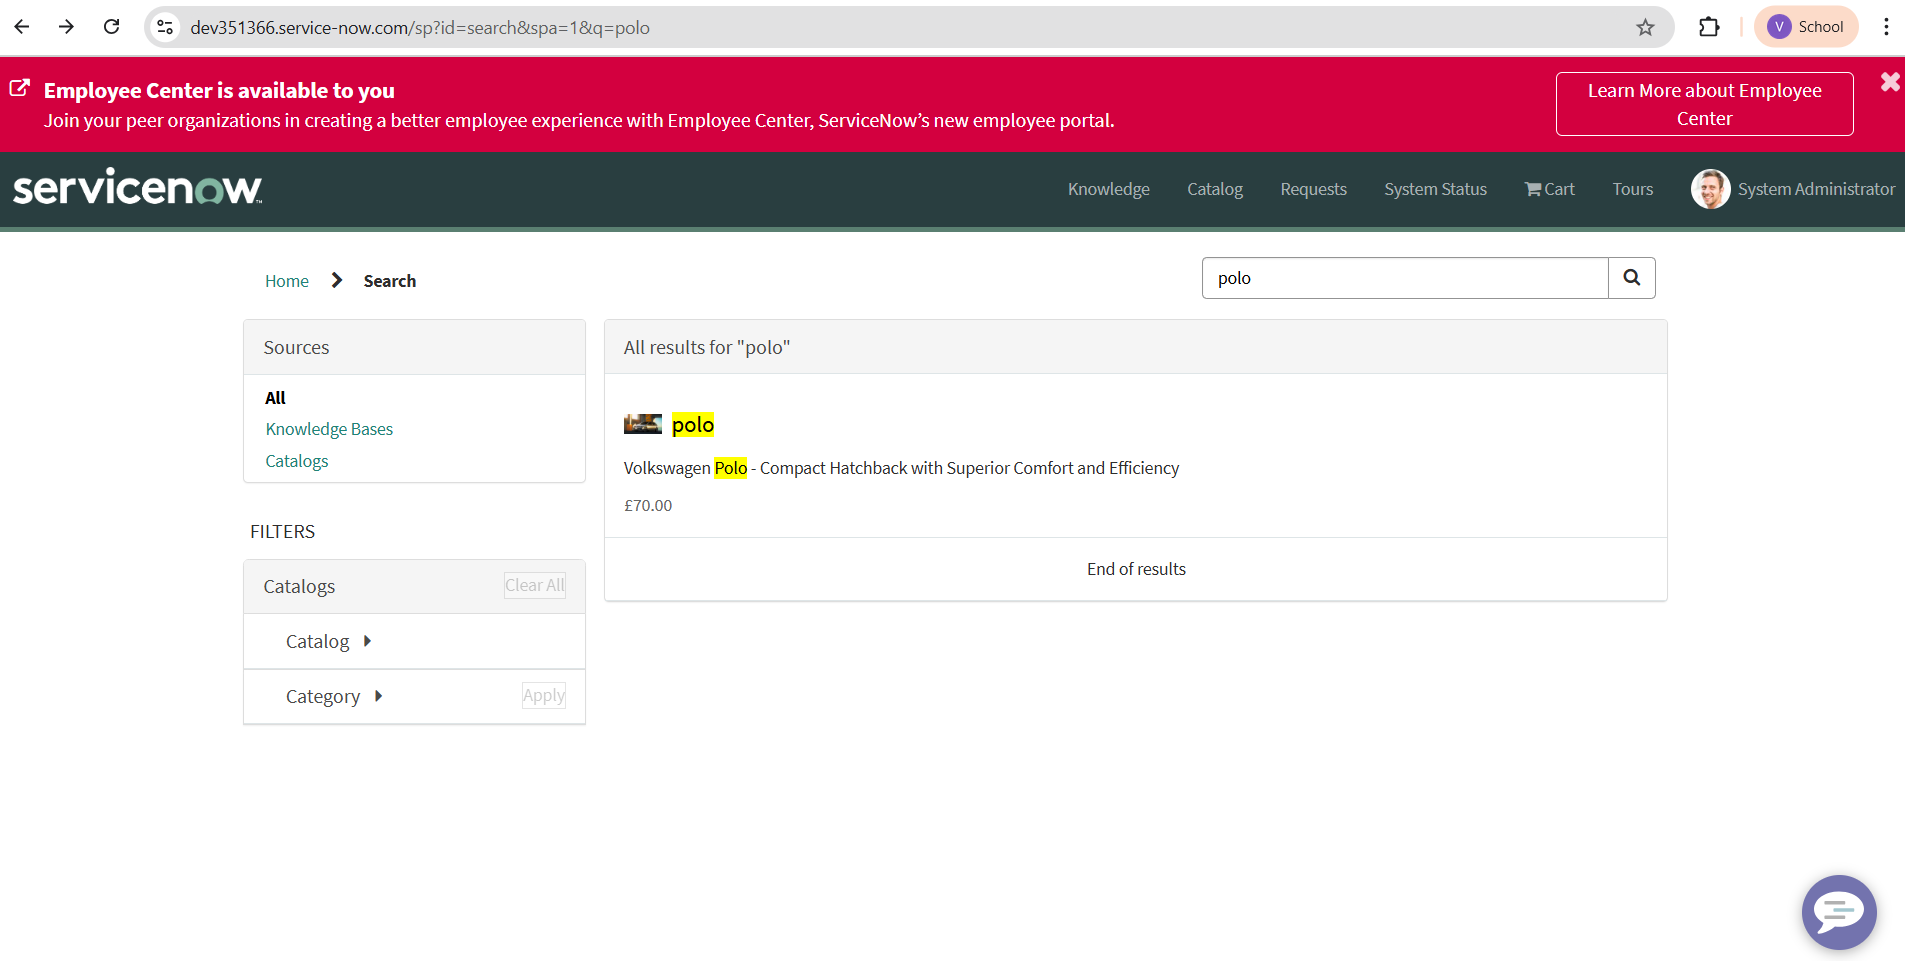 dev351366.service-now.com/sp?id=search&spa=1&q=polo
V School
Employee Center is available to you
Join your peer organizations in creating a better employee experience with Employee Center, ServiceNow’s new employee portal.
Learn More about Employee
Center
servicenow™
Knowledge Catalog Requests System Status Cart Tours System Administrator
Home Search
polo
Sources
All
Knowledge Bases
Catalogs
FILTERS
Catalogs Clear All
Catalog
Category Apply
All results for "polo"
polo
Volkswagen Polo - Compact Hatchback with Superior Comfort and Efficiency
£70.00
End of results